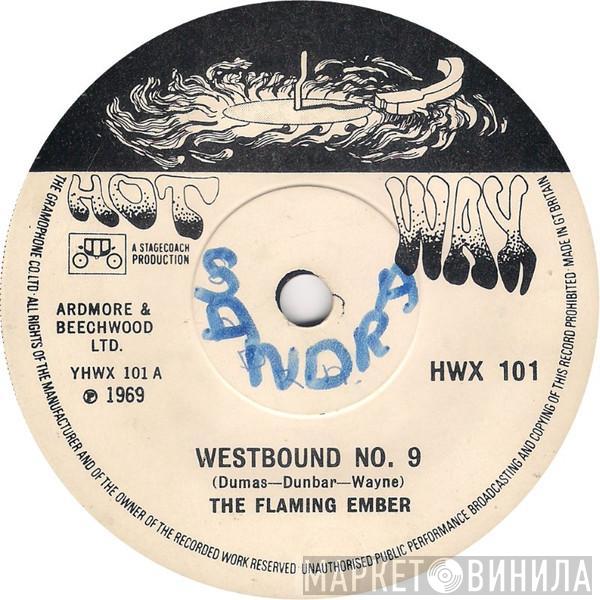 HOT WAX
A STAGECOACH
PRODUCTION
ARDMORE &
BEECHWOOD
LTD.
YHWX 101 A
℗ 1969
SANDRA
HWX 101
WESTBOUND NO. 9
(Dumas—Dunbar—Wayne)
THE FLAMING EMBER
THE GRAMOPHONE CO. LTD · ALL RIGHTS OF THE MANUFACTURER AND OF THE OWNER OF THE RECORDED WORK RESERVED · UNAUTHORISED PUBLIC PERFORMANCE BROADCASTING AND COPYING OF THIS RECORD PROHIBITED · MADE IN GT BRITAIN
МАРКЕТ ВИНИЛА